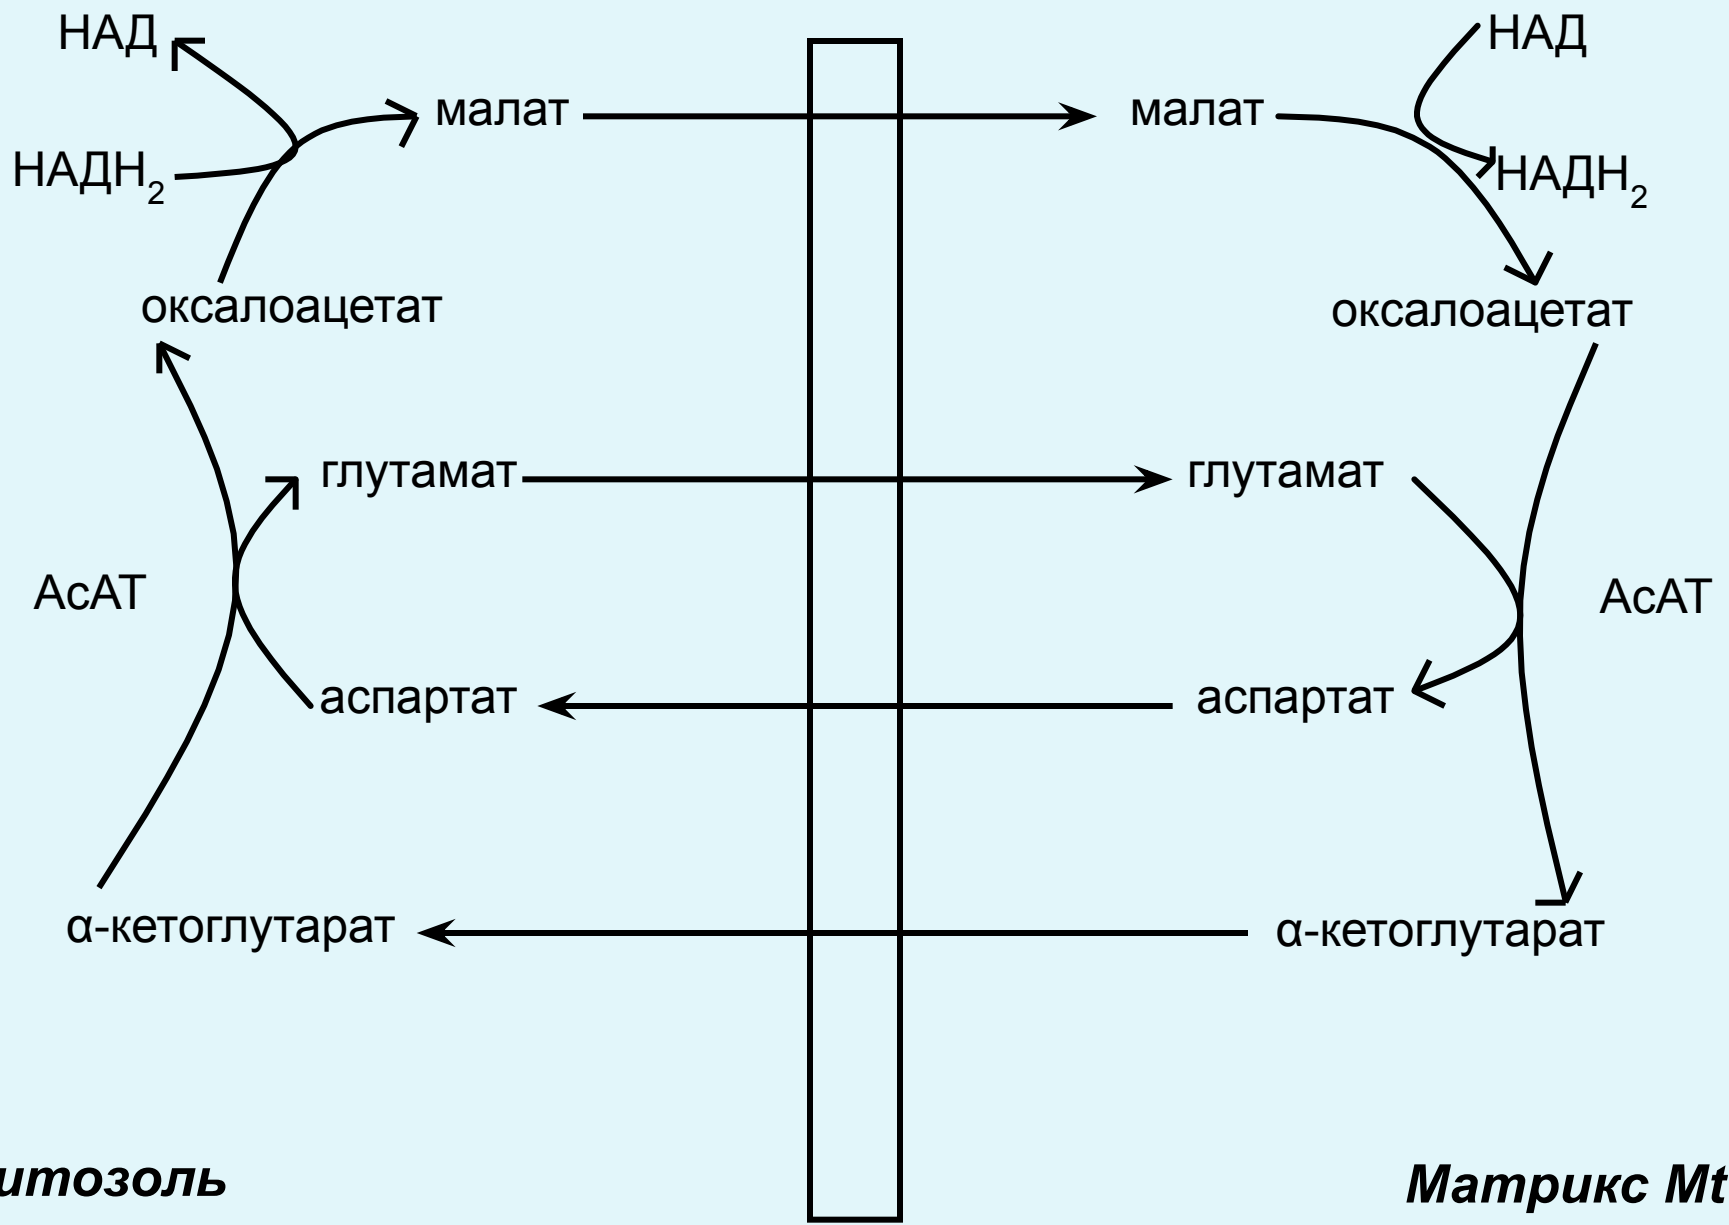 НАД
НАД
малат
малат
НАДН₂
НАДН₂
оксалоацетат
оксалоацетат
глутамат
глутамат
АсАТ
АсАТ
аспартат
аспартат
α-кетоглутарат
α-кетоглутарат
итозоль
Матрикс Mt